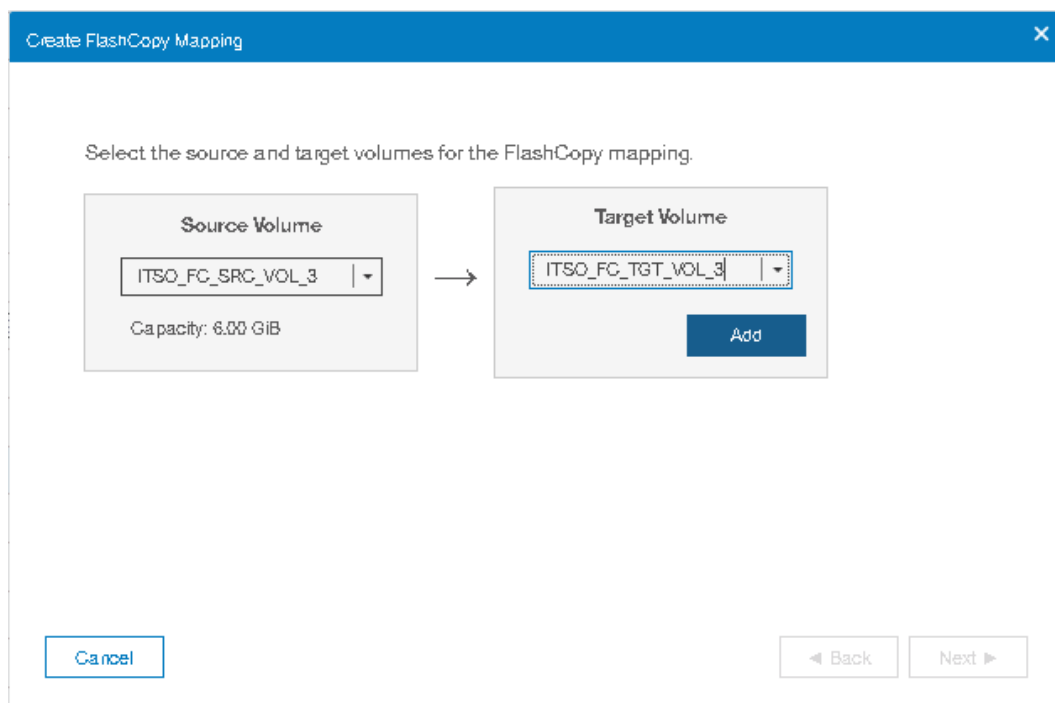 Create FlashCopy Mapping
Select the source and target volumes for the FlashCopy mapping.
Source Volume
ITSO_FC_SRC_VOL_3
Capacity: 6.00 GiB
Target Volume
ITSO_FC_TGT_VOL_3
Add
Cancel
Back
Next